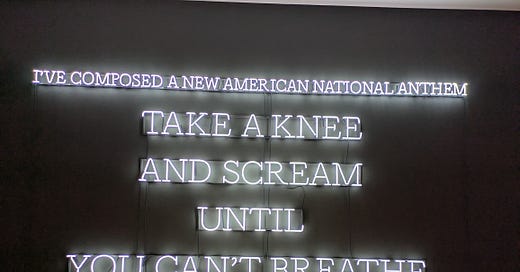 I'VE COMPOSED A NEW AMERICAN NATIONAL ANTHEM
TAKE A KNEE
AND SCREAM
UNTIL
YOU CAN'T BREATHE